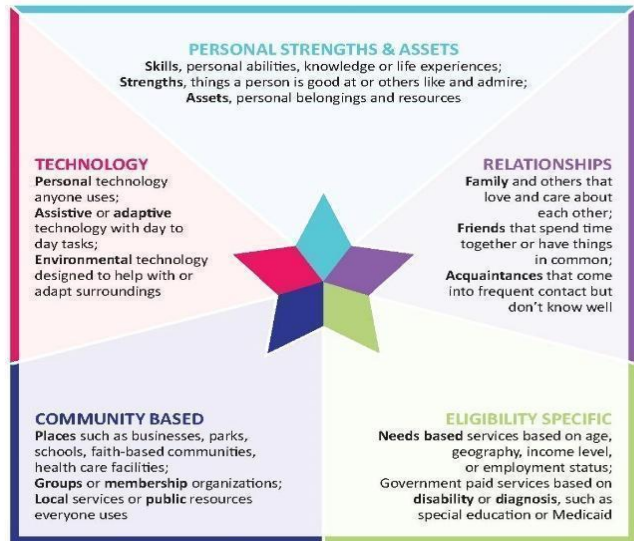 PERSONAL STRENGTHS & ASSETS
Skills, personal abilities, knowledge or life experiences;
Strengths, things a person is good at or others like and admire;
Assets, personal belongings and resources
TECHNOLOGY
Personal technology
anyone uses;
Assistive or adaptive
technology with day to
day tasks;
Environmental technology
designed to help with or
adapt surroundings
RELATIONSHIPS
Family and others that
love and care about
each other;
Friends that spend time
together or have things
in common;
Acquaintances that come
into frequent contact but
don't know well
COMMUNITY BASED
Places such as businesses, parks,
schools, faith-based communities,
health care facilities;
Groups or membership organizations;
Local services or public resources
everyone uses
ELIGIBILITY SPECIFIC
Needs based services based on age,
geography, income level,
or employment status;
Government paid services based on
disability or diagnosis, such as
special education or Medicaid